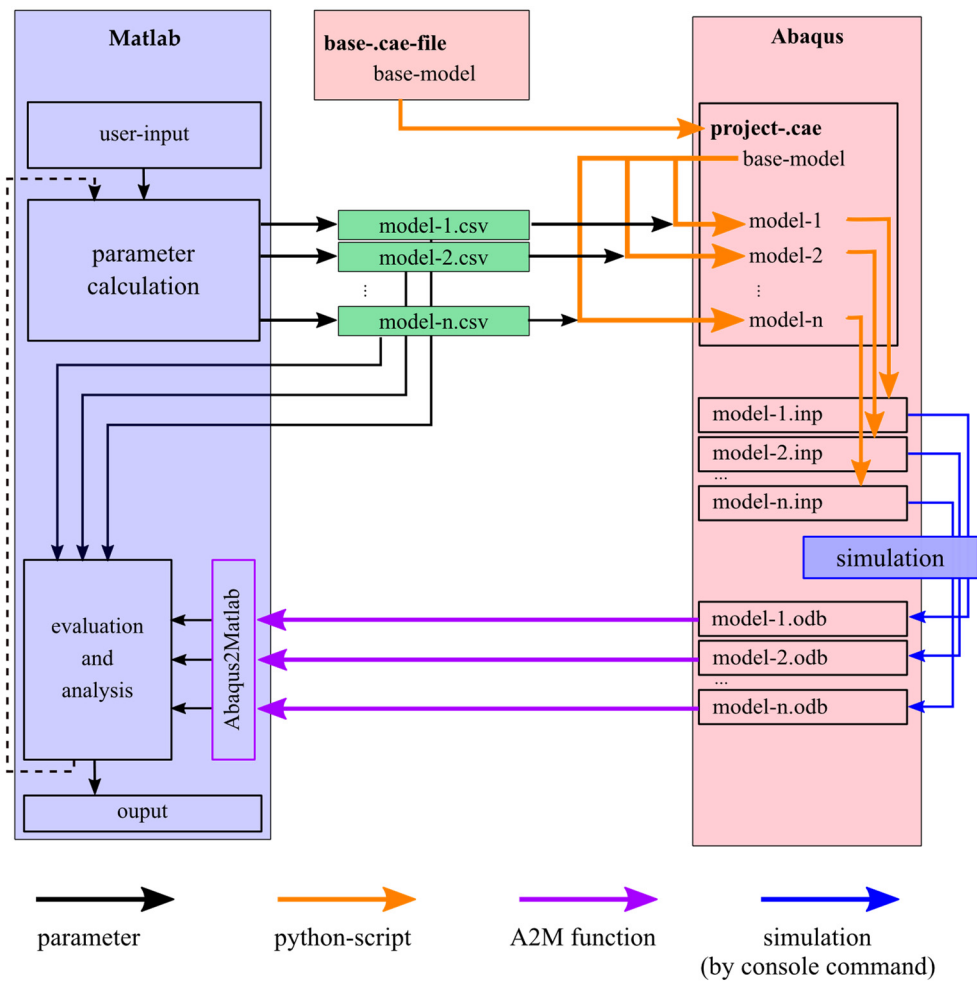 Matlab
base-.cae-file
base-model
Abaqus
user-input
project-.cae
base-model
parameter
calculation
model-1.csv
model-2.csv
...
model-n.csv
model-1
model-2
...
model-n
model-1.inp
model-2.inp
...
model-n.inp
simulation
evaluation
and
analysis
Abaqus2Matlab
model-1.odb
model-2.odb
...
model-n.odb
ouput
parameter
python-script
A2M function
simulation
(by console command)